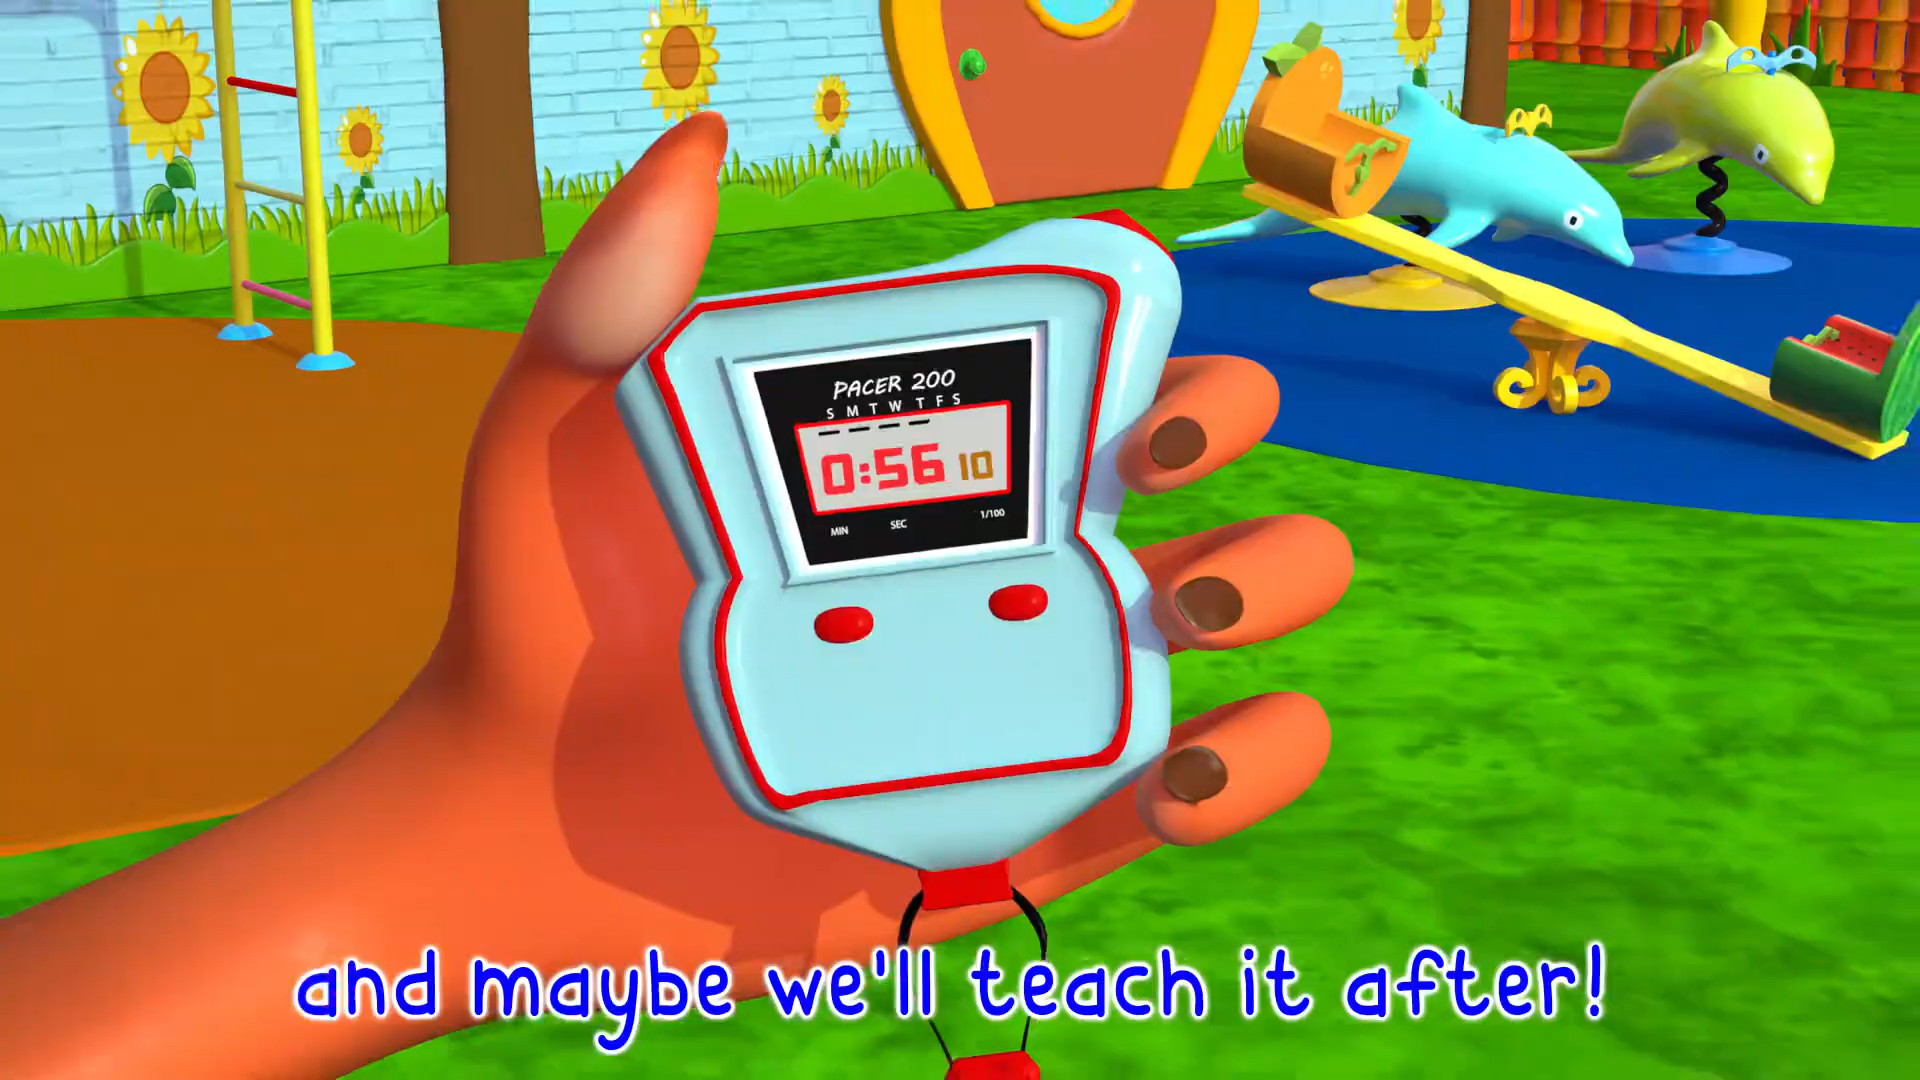 PACER 200
S M T W T F S
0:56 10
MIN SEC 1/100
and maybe we'll teach it after!